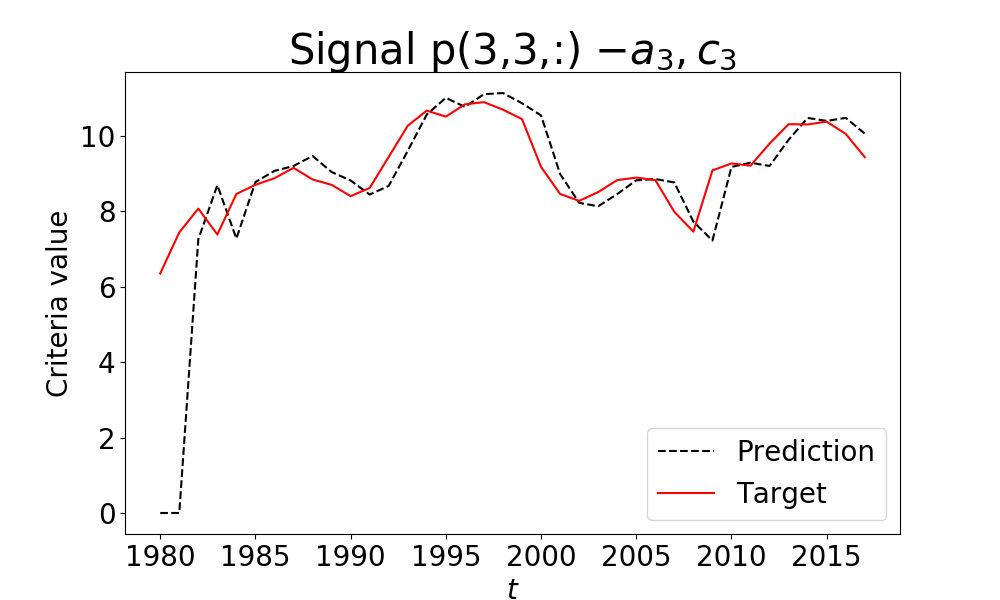 Signal p(3,3,:) −a₃, c₃
Criteria value
10
8
6
4
2
0
Prediction
Target
1980 1985 1990 1995 2000 2005 2010 2015
t